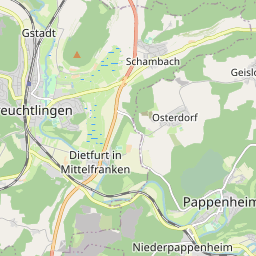 Gstadt
Schambach
Geislo
euchtlingen
Osterdorf
Dietfurt in
Mittelfranken
Pappenheim
Niederpappenheim